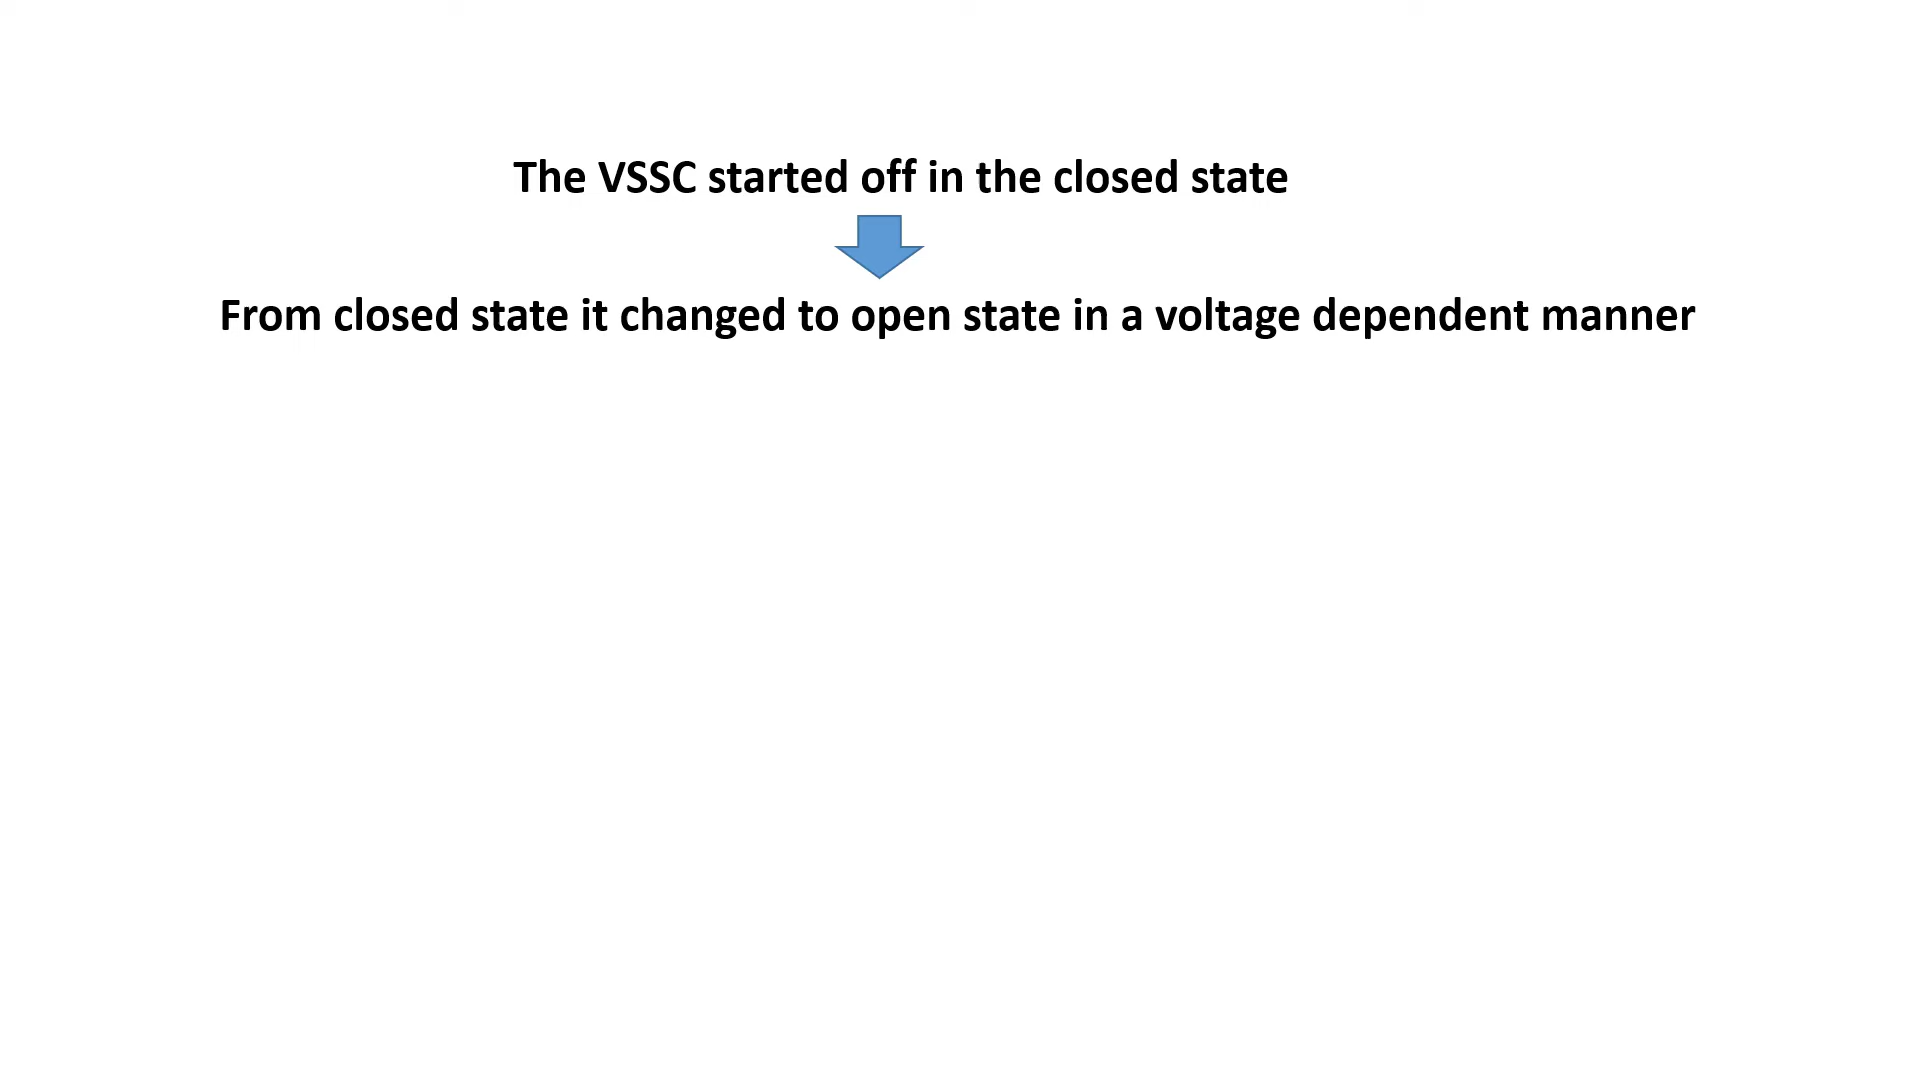 The VSSC started off in the closed state
From closed state it changed to open state in a voltage dependent manner